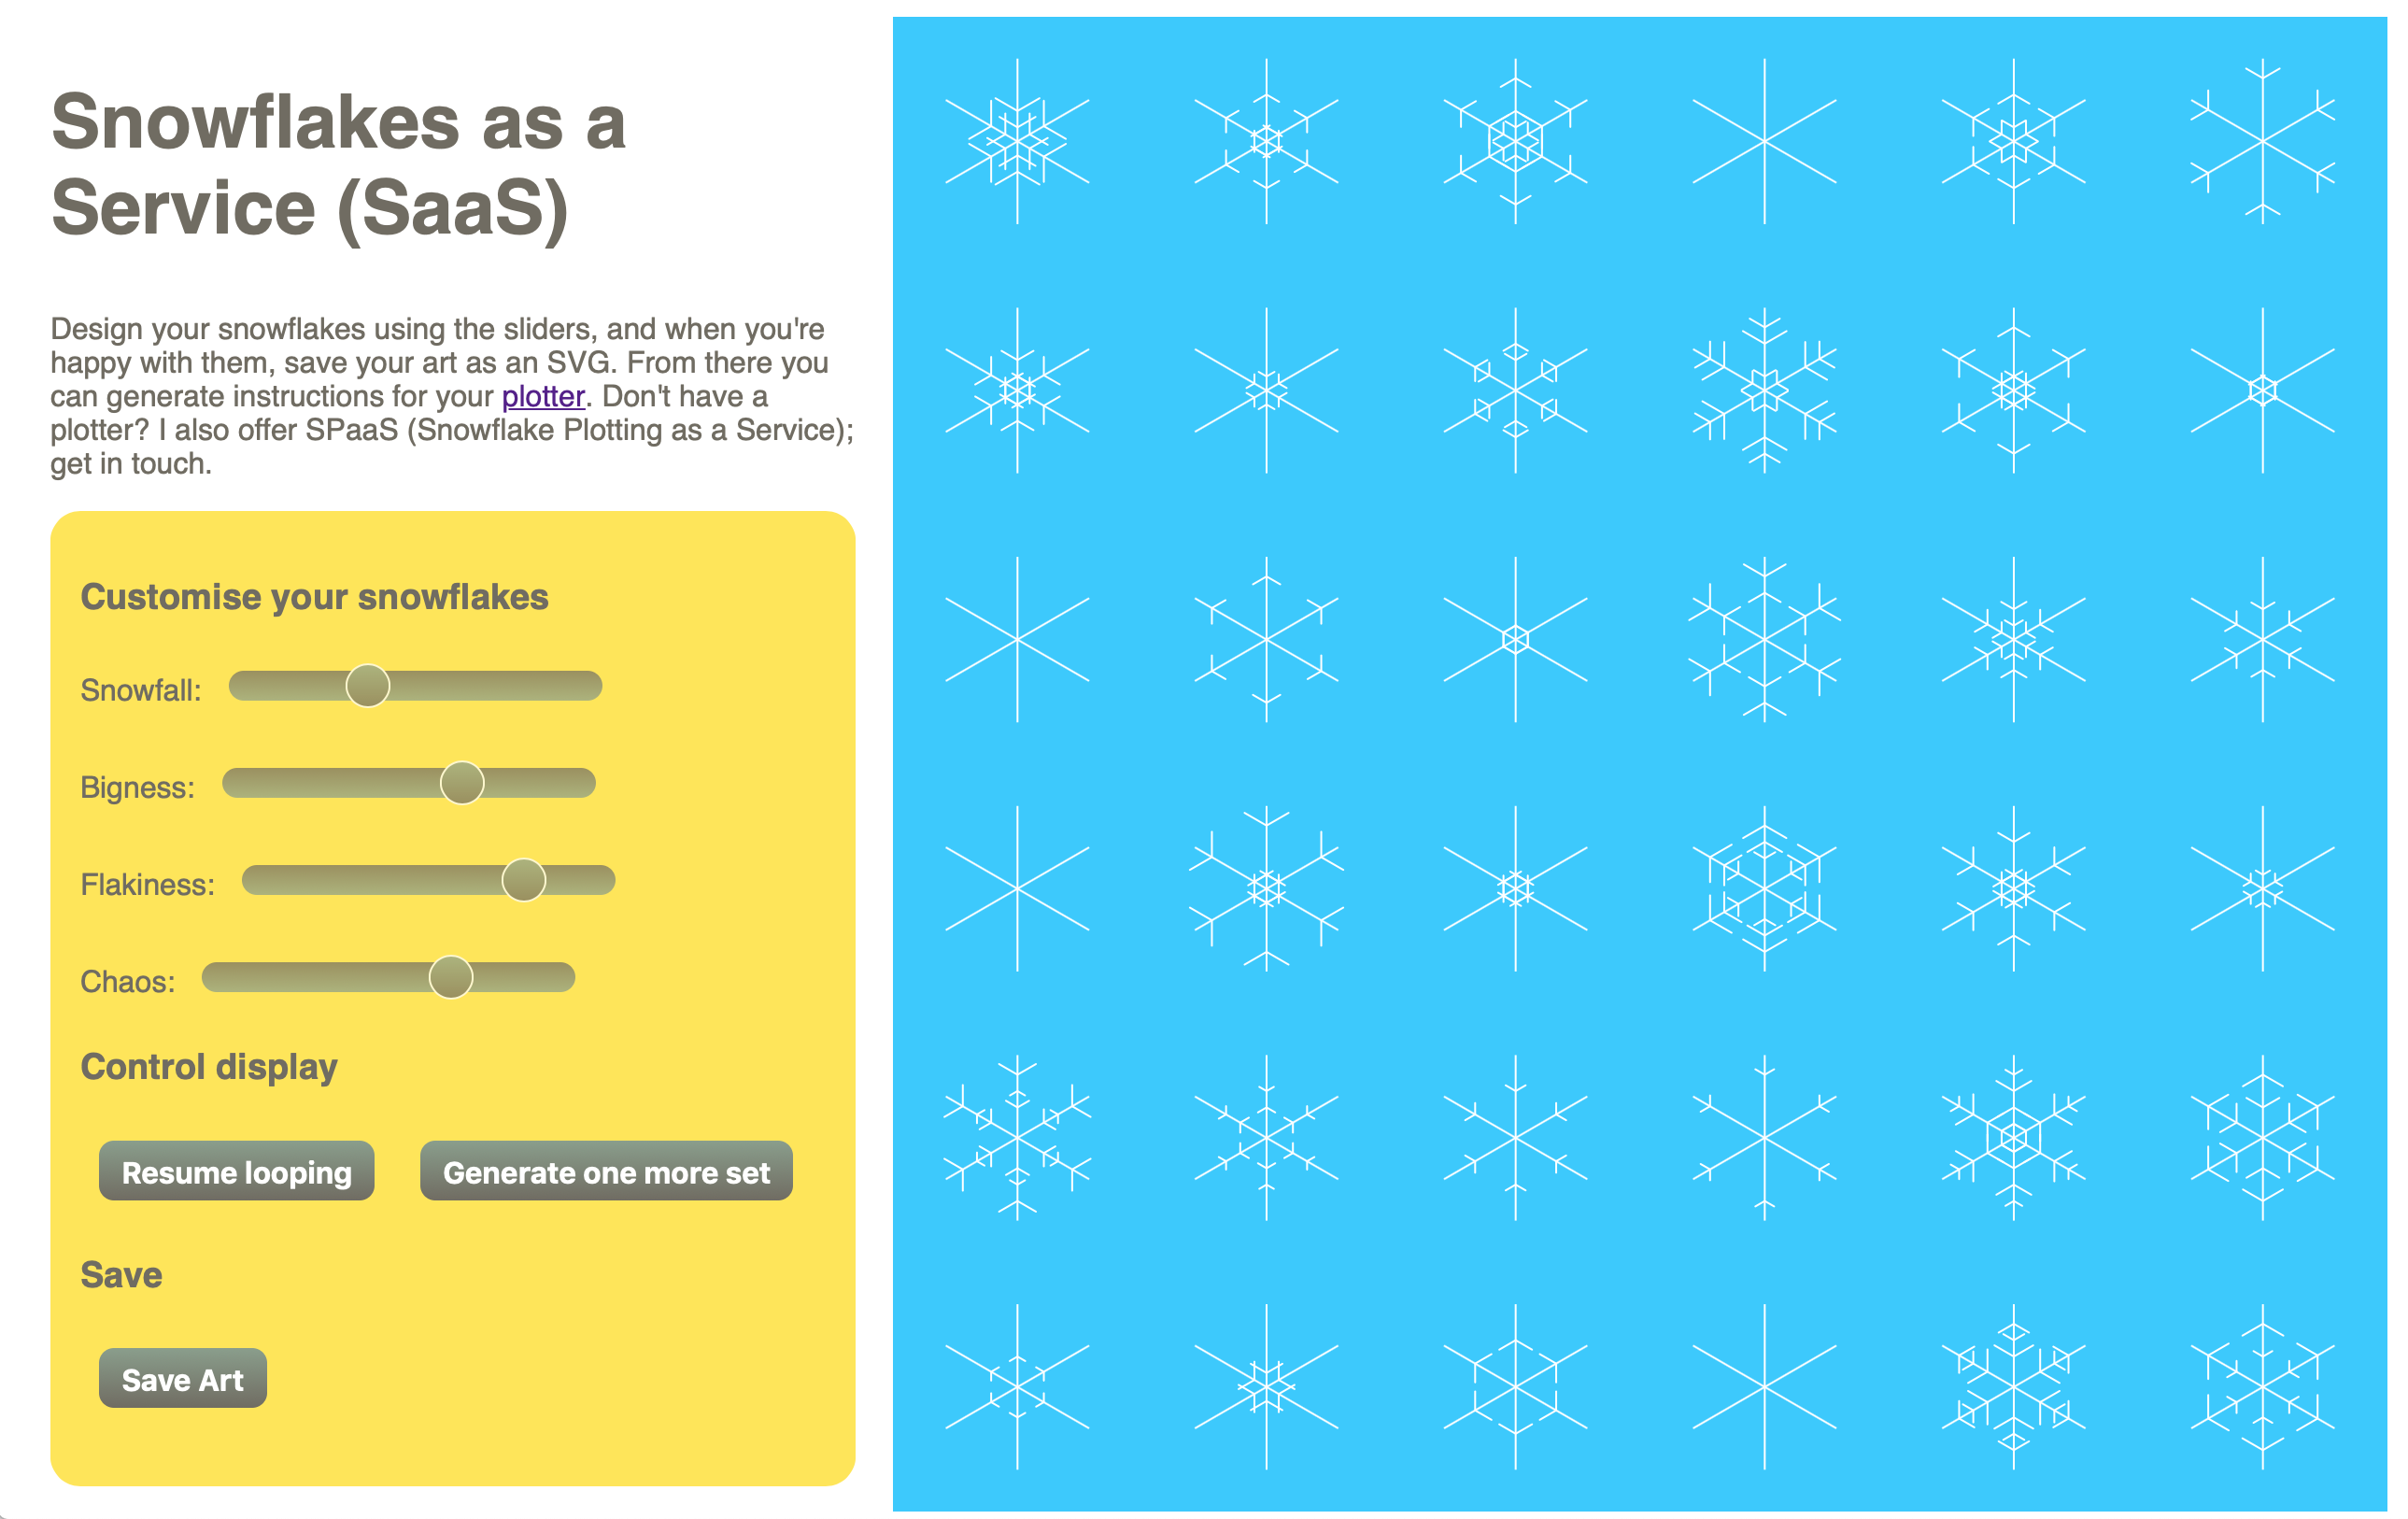 Snowflakes as a
Service (SaaS)
Design your snowflakes using the sliders, and when you're
happy with them, save your art as an SVG. From there you
can generate instructions for your plotter. Don't have a
plotter? I also offer SPaaS (Snowflake Plotting as a Service);
get in touch.
Customise your snowflakes
Snowfall:
Bigness:
Flakiness:
Chaos:
Control display
Resume looping Generate one more set
Save
Save Art